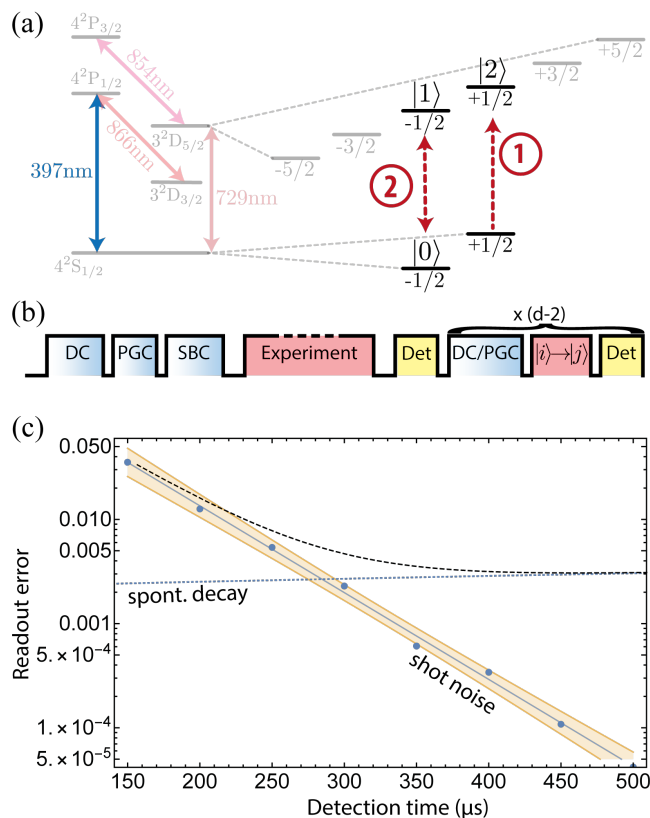 (a)
4²P₃/₂
854nm
4²P₁/₂
866nm
397nm
3²D₅/₂
3²D₃/₂
729nm
4²S₁/₂
-5/2
-3/2
|1⟩
-1/2
|2⟩
+1/2
+3/2
+5/2
2
1
|0⟩
-1/2
+1/2
(b)
x (d-2)
DC PGC SBC Experiment Det DC/PGC |i⟩→|j⟩ Det
(c)
0.050
0.010
0.005
0.001
5.×10⁻⁴
1.×10⁻⁴
5.×10⁻⁵
Readout error
spont. decay
shot noise
150 200 250 300 350 400 450 500
Detection time (μs)